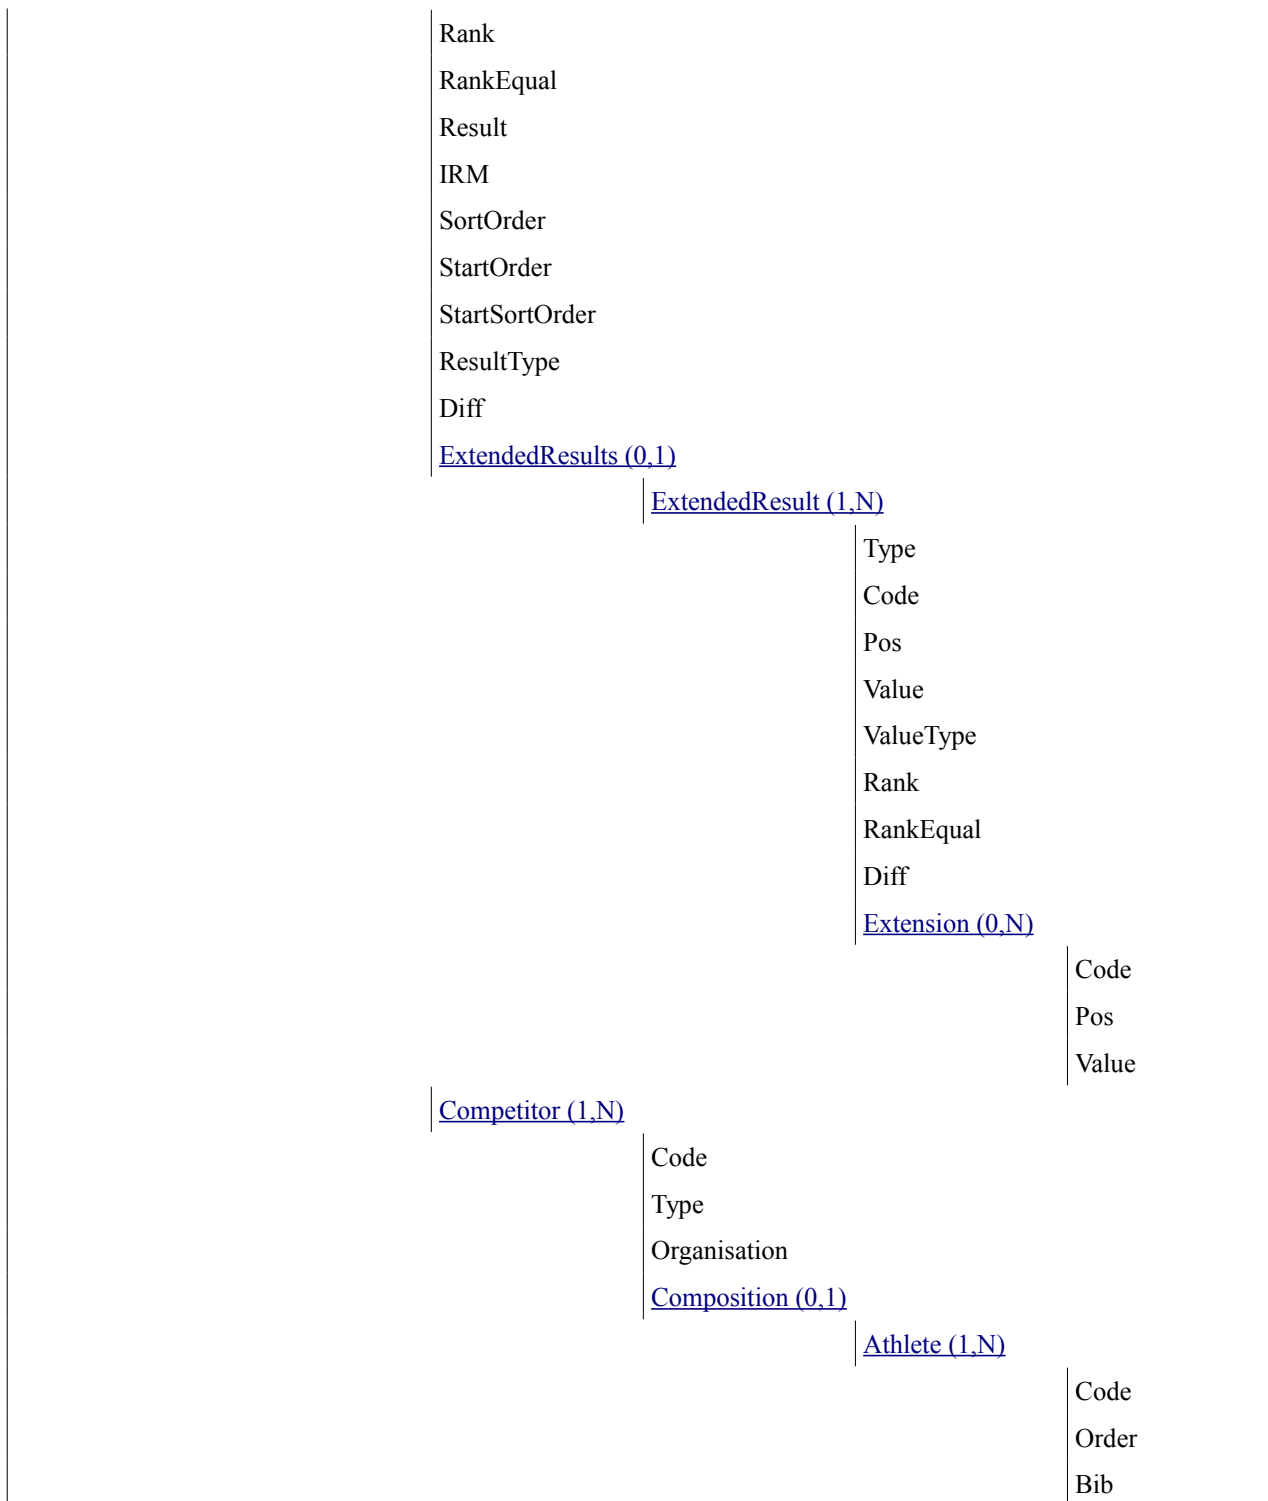 Rank
RankEqual
Result
IRM
SortOrder
StartOrder
StartSortOrder
ResultType
Diff
ExtendedResults (0,1)
ExtendedResult (1,N)
Type
Code
Pos
Value
ValueType
Rank
RankEqual
Diff
Extension (0,N)
Code
Pos
Value
Competitor (1,N)
Code
Type
Organisation
Composition (0,1)
Athlete (1,N)
Code
Order
Bib